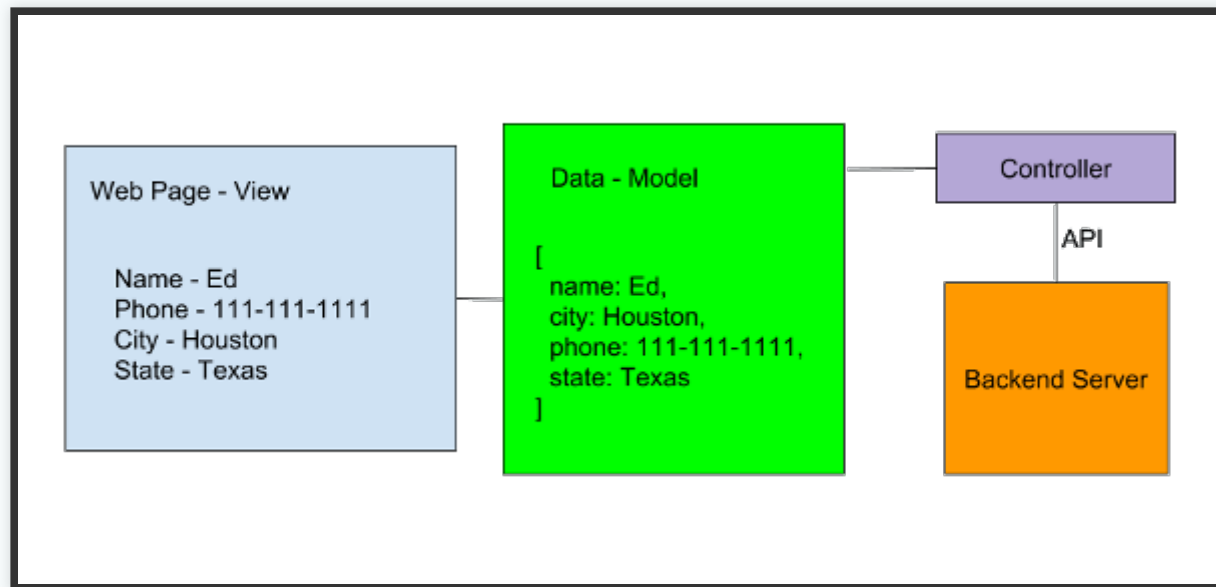 Web Page - View
Name - Ed
Phone - 111-111-1111
City - Houston
State - Texas
Data - Model
[
name: Ed,
city: Houston,
phone: 111-111-1111,
state: Texas
]
Controller
API
Backend Server